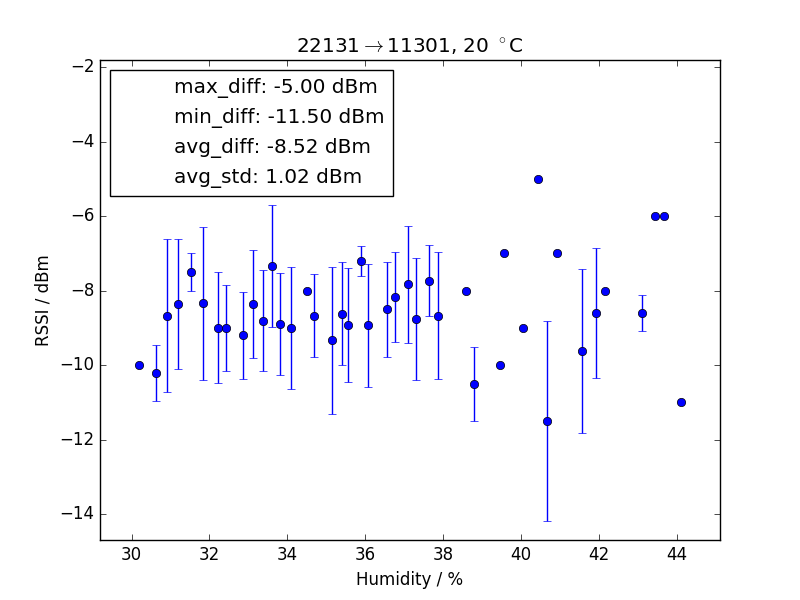 22131→11301, 20 °C
max_diff: -5.00 dBm
min_diff: -11.50 dBm
avg_diff: -8.52 dBm
avg_std: 1.02 dBm
−2
−4
−6
−8
−10
−12
−14
RSSI / dBm
30 32 34 36 38 40 42 44
Humidity / %